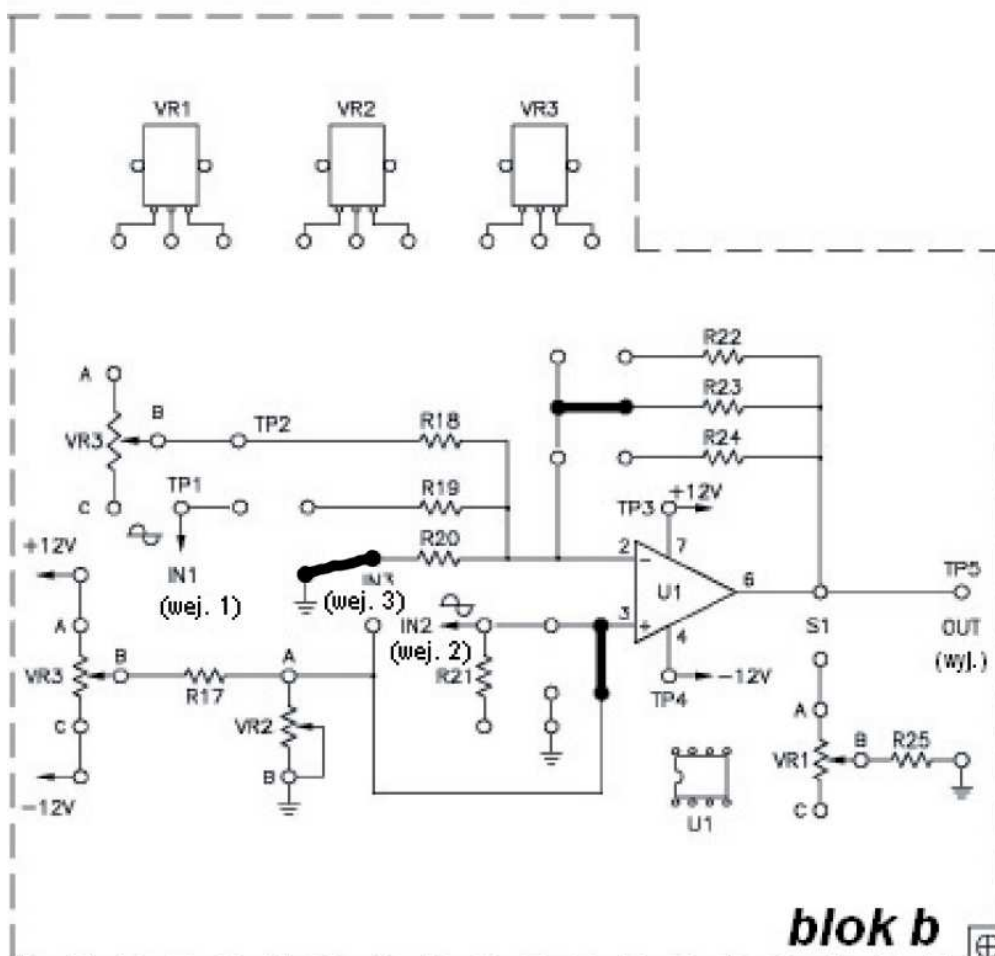 VR1 VR2 VR3
R22
A
B
TP2
R18
R23
VR3
R24
C
TP1
R19
TP3
+12V
+12V
IN1
R20
2
7
(wej. 1)
IN3
(wej. 3)
−
U1
6
TP5
A
IN2
3
+
4
S1
OUT
(wej. 2)
(wyj.)
VR3
B
R17
A
R21
TP4
−12V
C
VR2
A
B
R25
VR1
−12V
B
C
U1
blok b